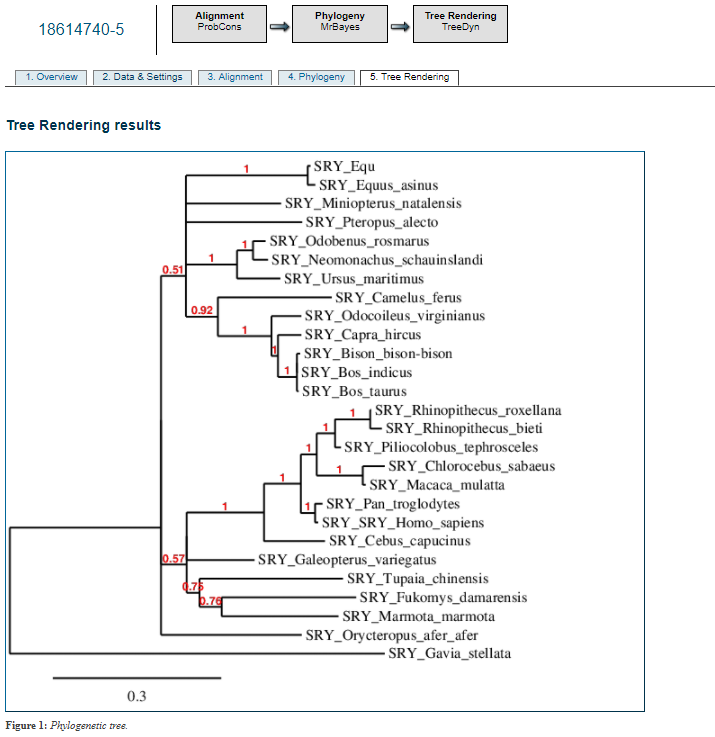 18614740-5
Alignment
ProbCons
Phylogeny
MrBayes
Tree Rendering
TreeDyn
1. Overview
2. Data & Settings
3. Alignment
4. Phylogeny
5. Tree Rendering
Tree Rendering results
1
SRY_Equ
SRY_Equus_asinus
SRY_Miniopterus_natalensis
SRY_Pteropus_alecto
1
SRY_Odobenus_rosmarus
1
SRY_Neomonachus_schauinslandi
0.51
SRY_Ursus_maritimus
SRY_Camelus_ferus
0.92
SRY_Odocoileus_virginianus
1
SRY_Capra_hircus
1
SRY_Bison_bison-bison
1
SRY_Bos_indicus
SRY_Bos_taurus
1
SRY_Rhinopithecus_roxellana
1
SRY_Rhinopithecus_bieti
1
SRY_Piliocolobus_tephrosceles
1
SRY_Chlorocebus_sabaeus
1
SRY_Macaca_mulatta
1
1
SRY_Pan_troglodytes
SRY_SRY_Homo_sapiens
SRY_Cebus_capucinus
0.57
SRY_Galeopterus_variegatus
SRY_Tupaia_chinensis
0.75
SRY_Fukomys_damarensis
0.76
SRY_Marmota_marmota
SRY_Orycteropus_afer_afer
SRY_Gavia_stellata
0.3
Figure 1: Phylogenetic tree.